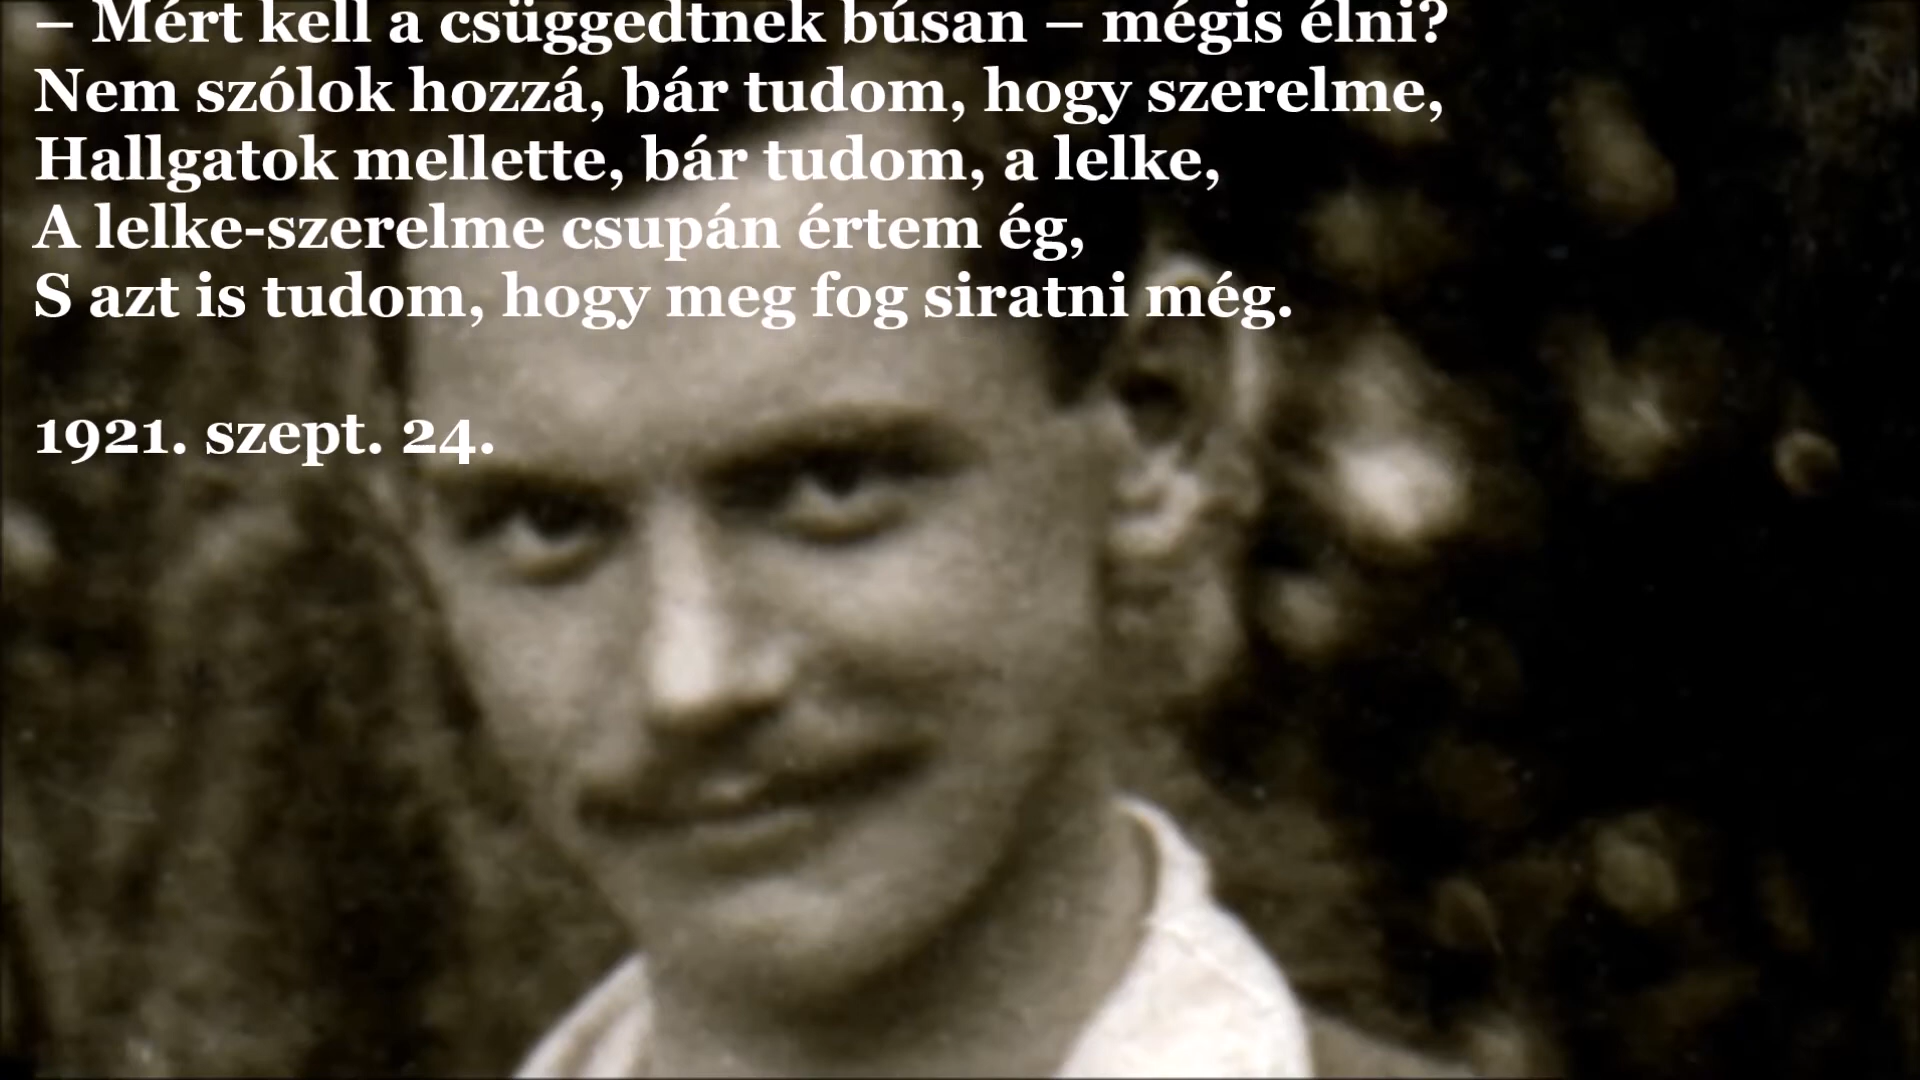 – Mért kell a csüggedtnek búsan – mégis élni?
Nem szólok hozzá, bár tudom, hogy szerelme,
Hallgatok mellette, bár tudom, a lelke,
A lelke-szerelme csupán értem ég,
S azt is tudom, hogy meg fog siratni még.
1921. szept. 24.